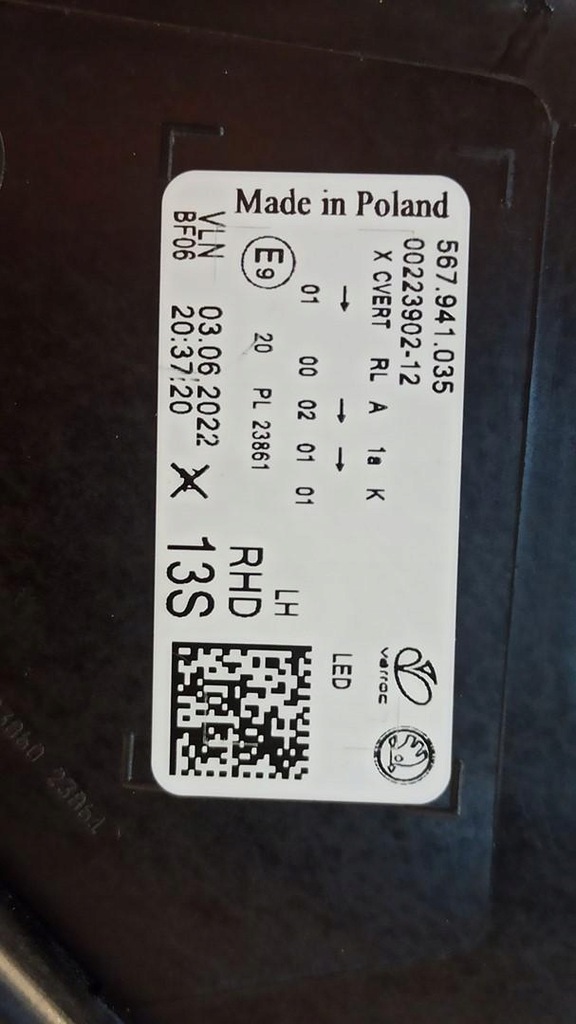 567.941.035
00223902-12
X CVERT RL A 1a K
→ → →
01 00 02 01 01
E9 20 PL 23861
VLN 03.06.2022
BF06 20:37:20
13S
RHD
LH
LED
varroc
Made in Poland
23861